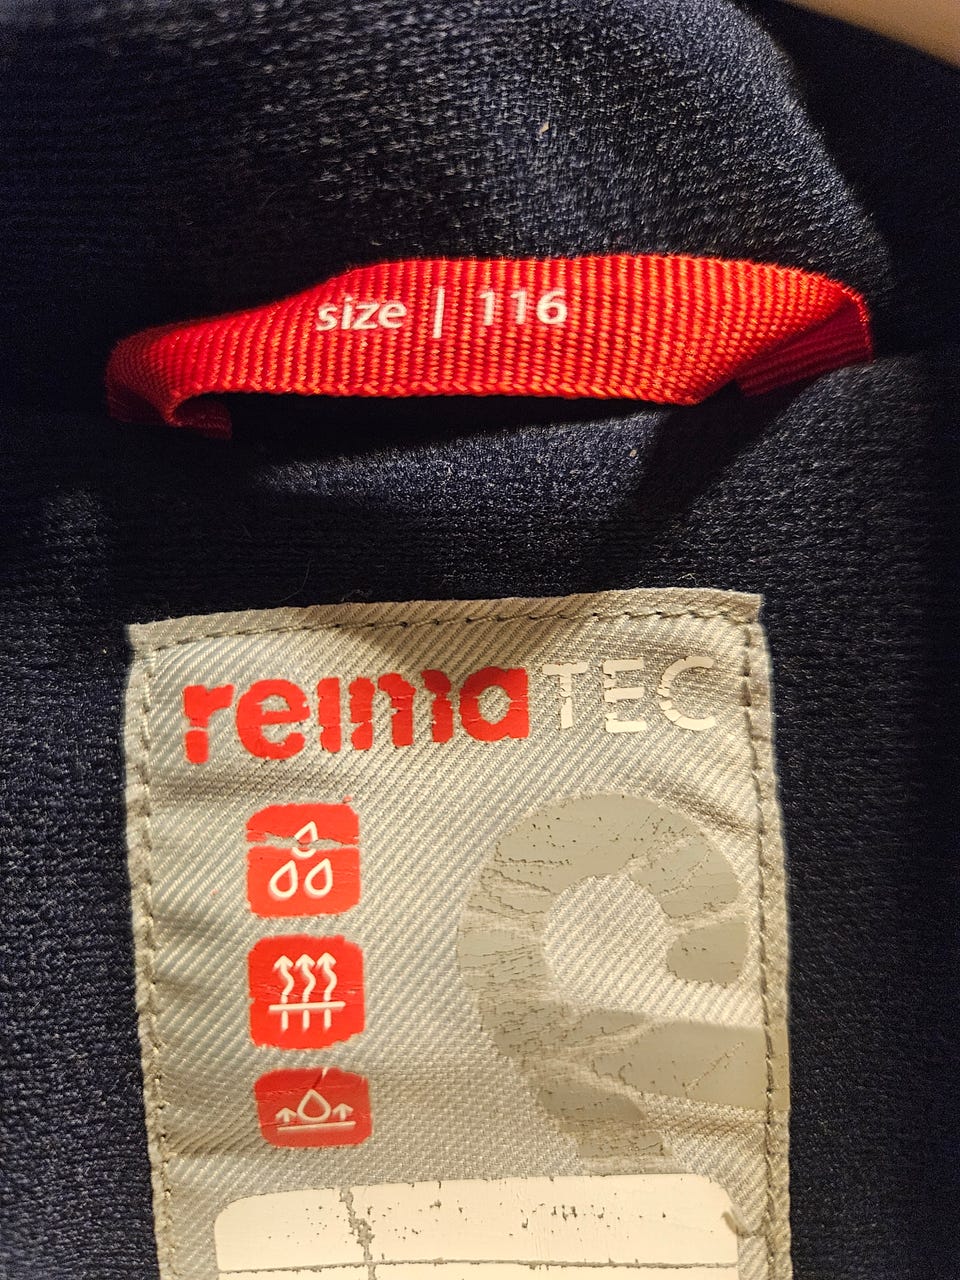 size | 116
reimaTEC